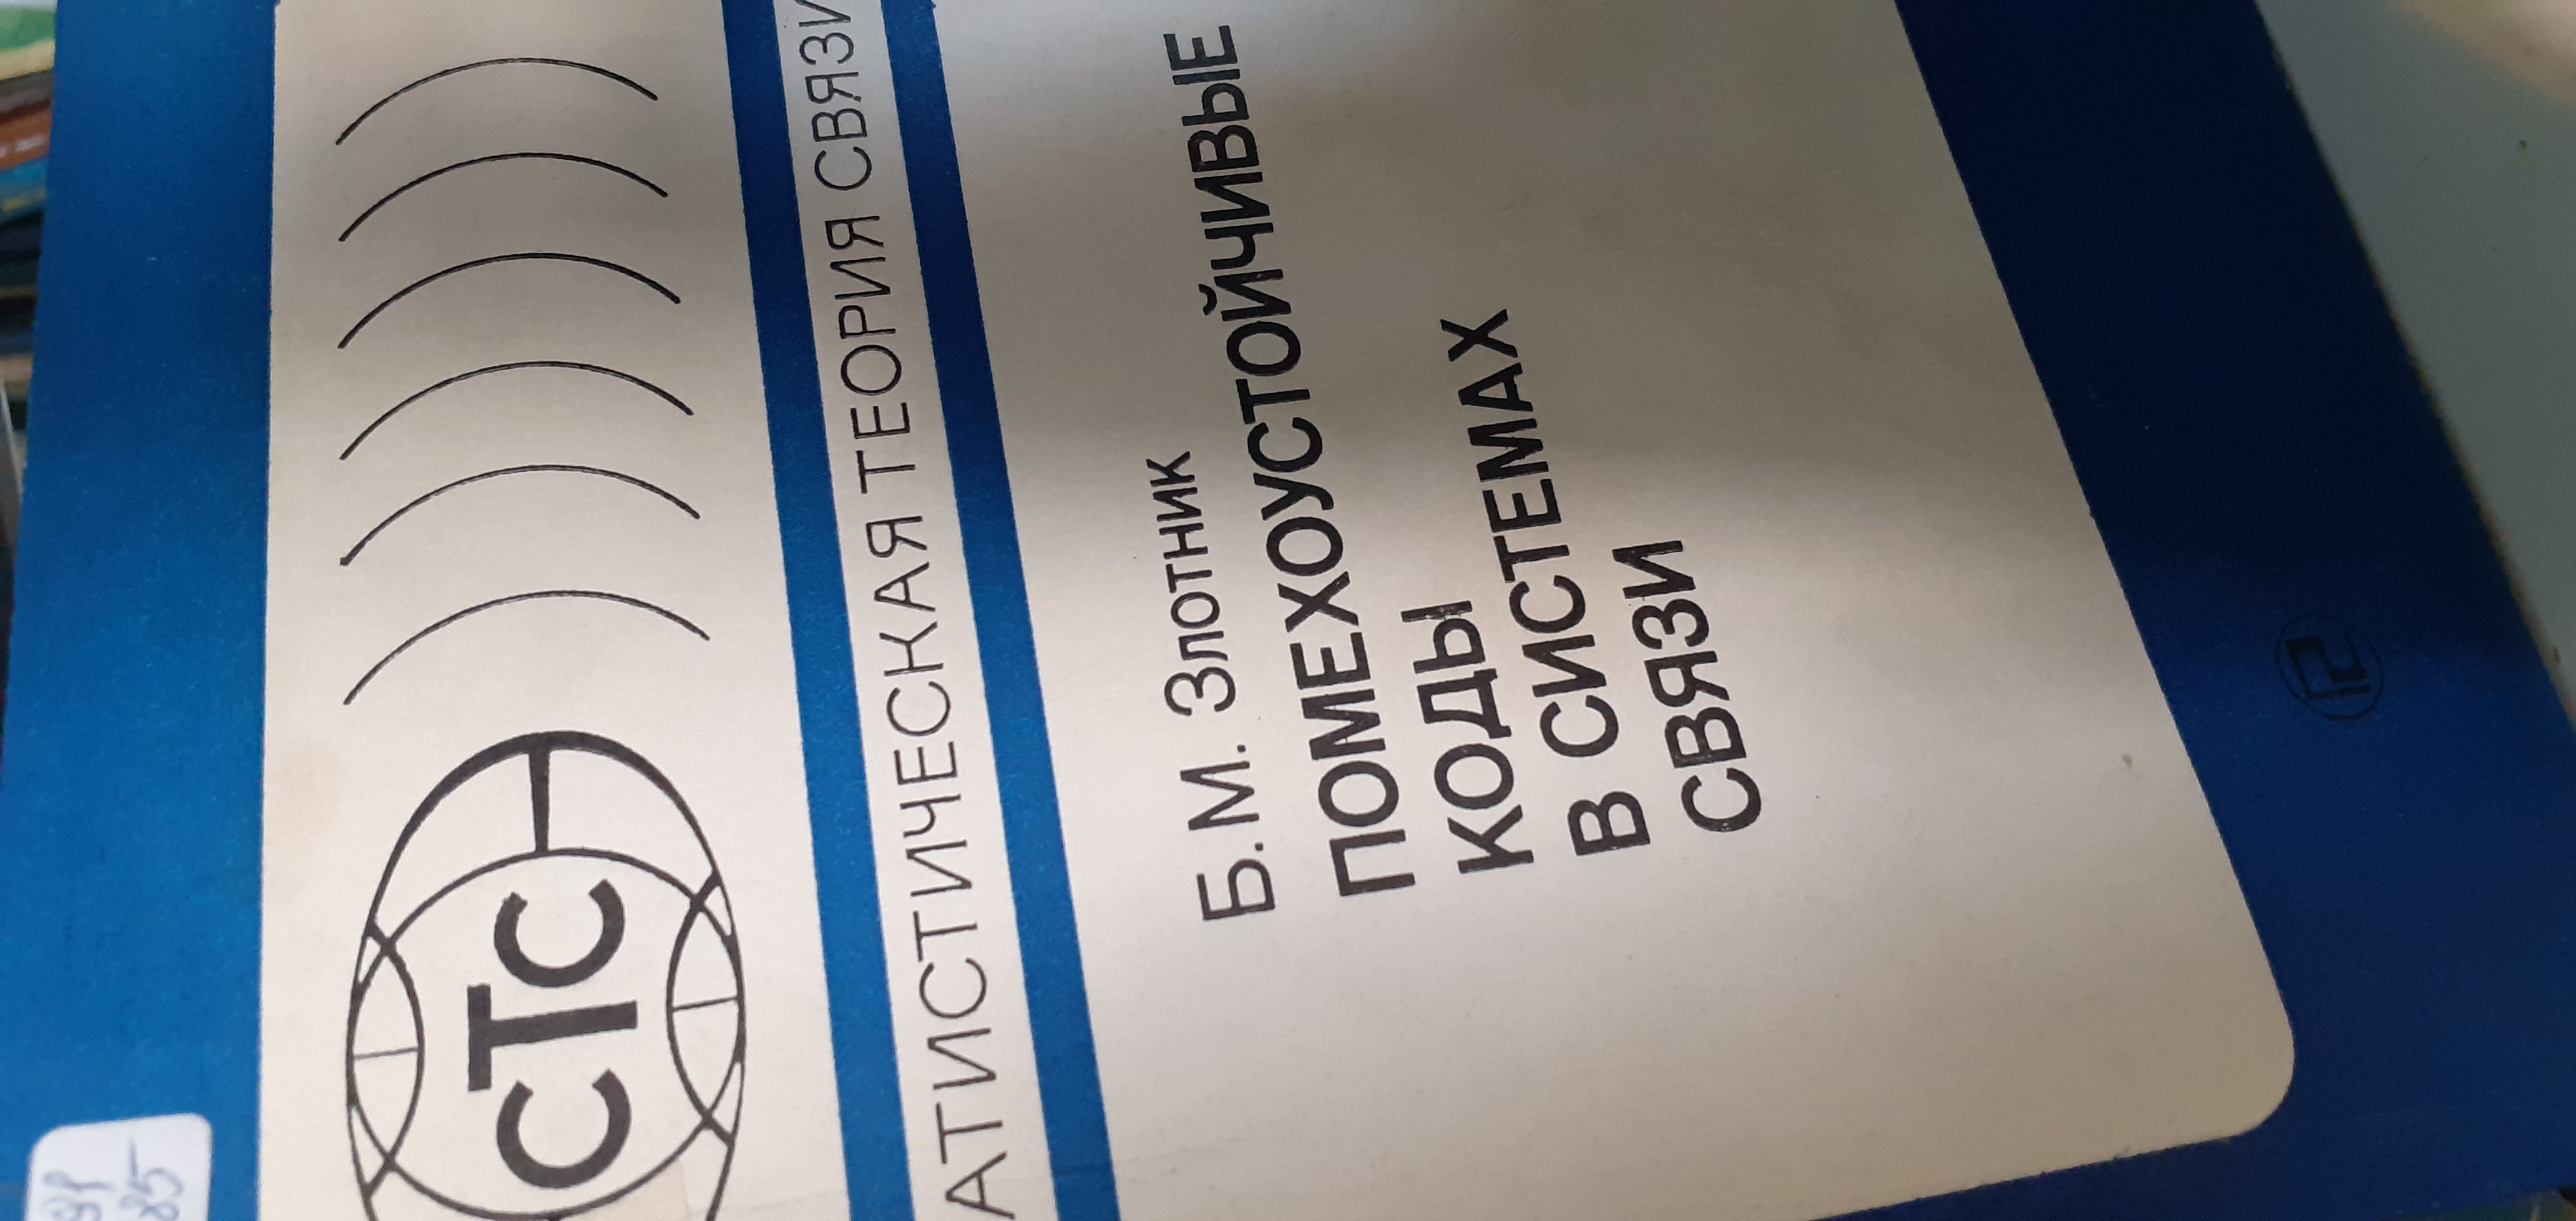 СТС
АТИСТИЧЕСКАЯ ТЕОРИЯ СВЯЗИ
Б. М. Злотник
ПОМЕХОУСТОЙЧИВЫЕ
КОДЫ
В СИСТЕМАХ
СВЯЗИ